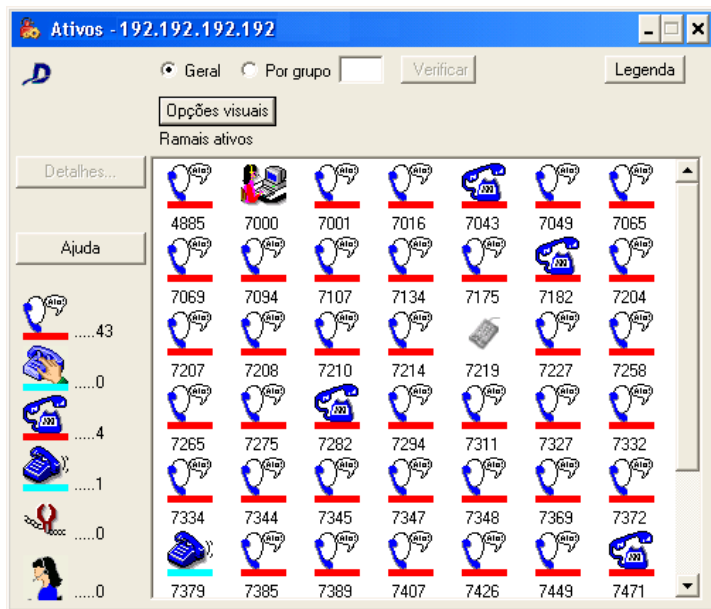 Ativos - 192.192.192.192
Geral Por grupo Verificar Legenda
Opções visuais
Ramais ativos
Detalhes...
Ajuda
.....43
.....0
.....4
.....1
.....0
.....0
4885 7000 7001 7016 7043 7049 7065
7069 7094 7107 7134 7175 7182 7204
7207 7208 7210 7214 7219 7227 7258
7265 7275 7282 7294 7311 7327 7332
7334 7344 7345 7347 7348 7369 7372
7379 7385 7389 7407 7426 7449 7471